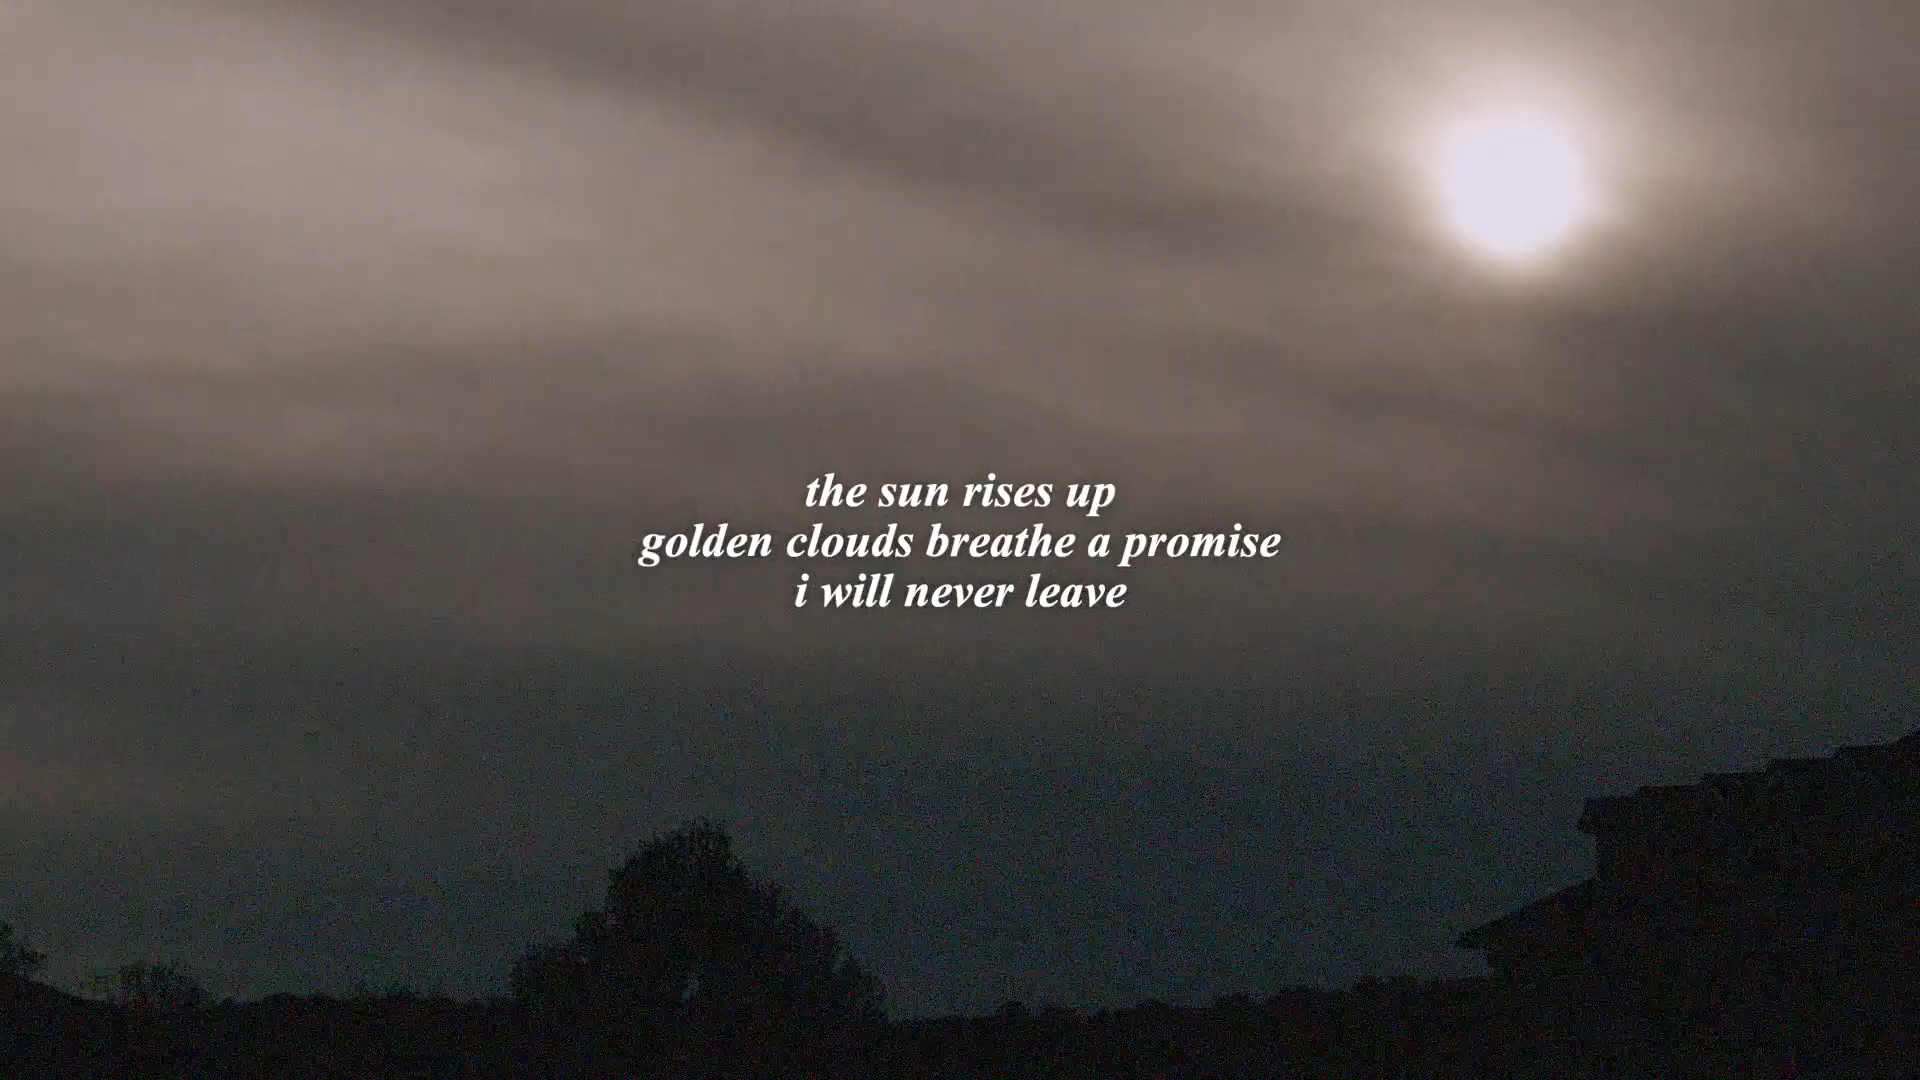 the sun rises up
golden clouds breathe a promise
i will never leave